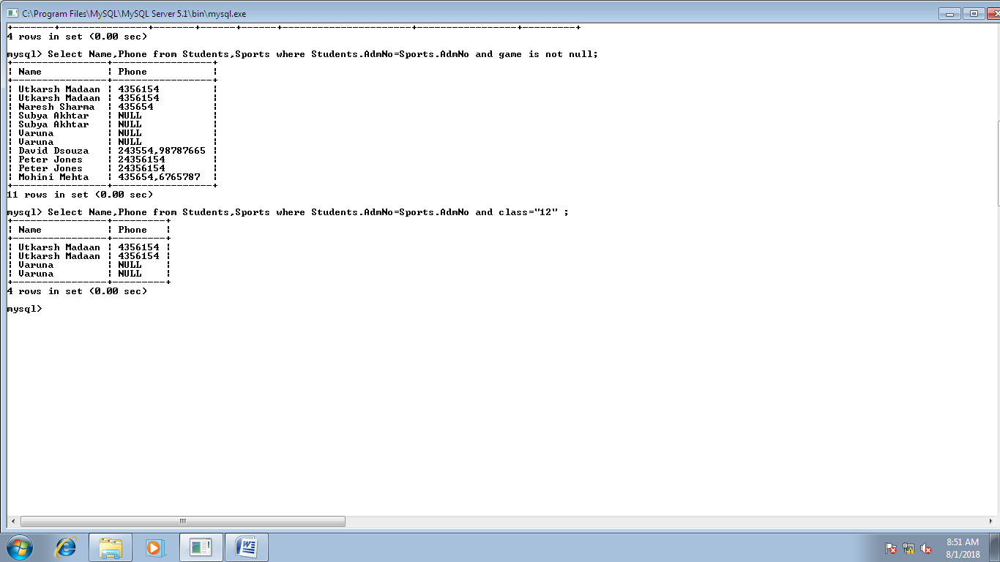 C:\Program Files\MySQL\MySQL Server 5.1\bin\mysql.exe
+-------+---------------+-------+------+------+----------------------+-----------------+---------+
4 rows in set (0.00 sec)
mysql> Select Name,Phone from Students,Sports where Students.AdmNo=Sports.AdmNo and game is not null;
+----------------+-----------------+
| Name           | Phone           |
+----------------+-----------------+
| Utkarsh Madaan | 4356154         |
| Utkarsh Madaan | 4356154         |
| Naresh Sharma  | 435654          |
| Subya Akhtar   | NULL            |
| Subya Akhtar   | NULL            |
| Varuna         | NULL            |
| Varuna         | NULL            |
| David Dsouza   | 243554,98787665 |
| Peter Jones    | 24356154        |
| Peter Jones    | 24356154        |
| Mohini Mehta   | 435654,6765787  |
+----------------+-----------------+
11 rows in set (0.00 sec)
mysql> Select Name,Phone from Students,Sports where Students.AdmNo=Sports.AdmNo and class="12" ;
+----------------+---------+
| Name           | Phone   |
+----------------+---------+
| Utkarsh Madaan | 4356154 |
| Utkarsh Madaan | 4356154 |
| Varuna         | NULL    |
| Varuna         | NULL    |
+----------------+---------+
4 rows in set (0.00 sec)
mysql>
8:51 AM
8/1/2018